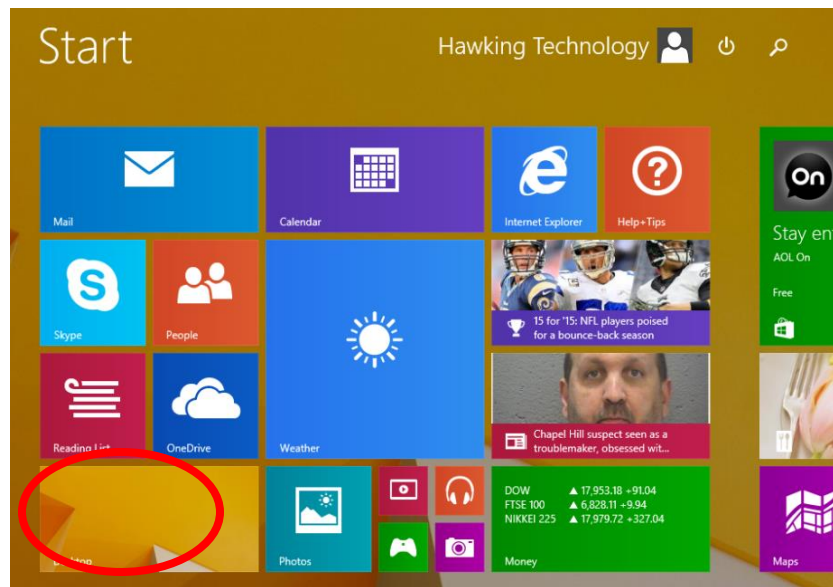 Start
Hawking Technology
Mail
Calendar
Internet Explorer
Help+Tips
On
Stay en
AOL On
Free
Skype
People
15 for '15: NFL players poised
for a bounce-back season
Reading List
OneDrive
Weather
Chapel Hill suspect seen as a
troublemaker, obsessed wit...
Desktop
Photos
DOW ▲ 17,953.18 +91.04
FTSE 100 ▲ 6,828.11 +9.94
NIKKEI 225 ▲ 17,979.72 +327.04
Money
Maps